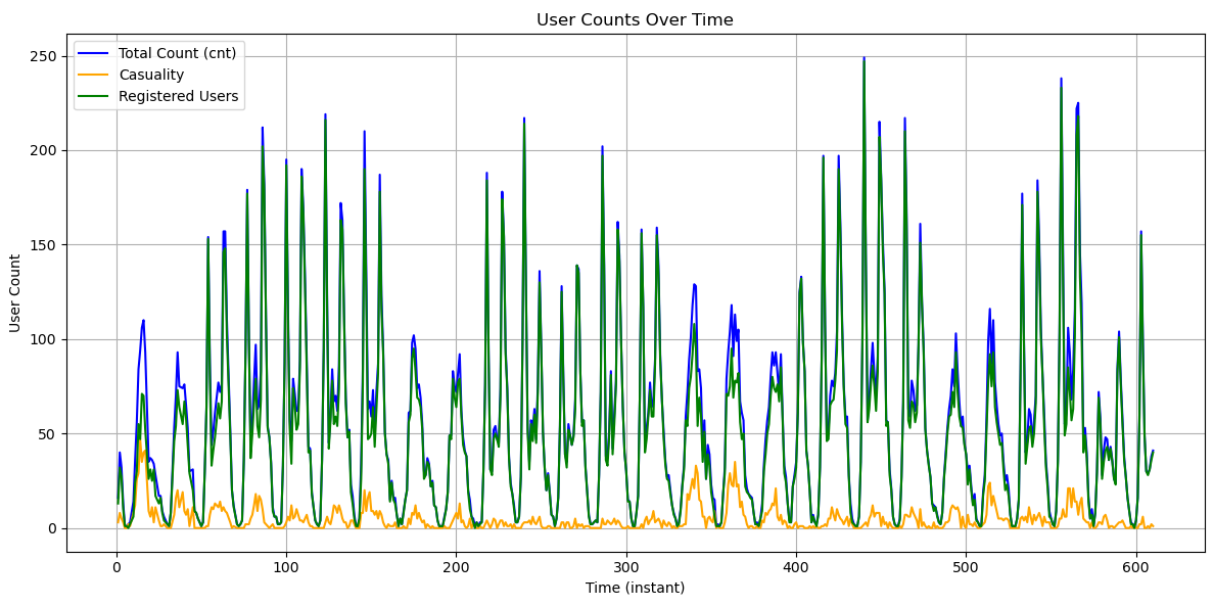 User Counts Over Time
Total Count (cnt)
Casuality
Registered Users
User Count
250
200
150
100
50
0
0 100 200 300 400 500 600
Time (instant)